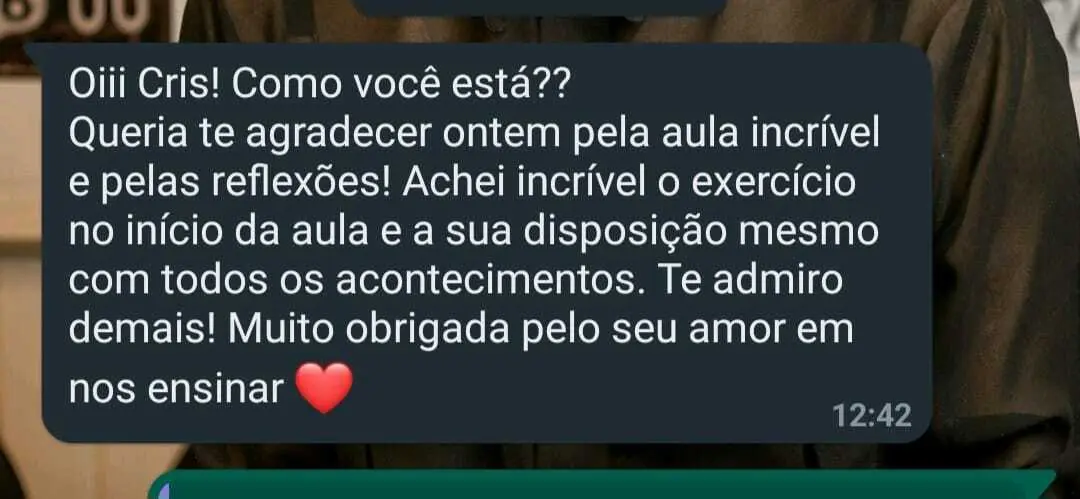 Oiii Cris! Como você está??
Queria te agradecer ontem pela aula incrível
e pelas reflexões! Achei incrível o exercício
no início da aula e a sua disposição mesmo
com todos os acontecimentos. Te admiro
demais! Muito obrigada pelo seu amor em
nos ensinar ❤️
12:42